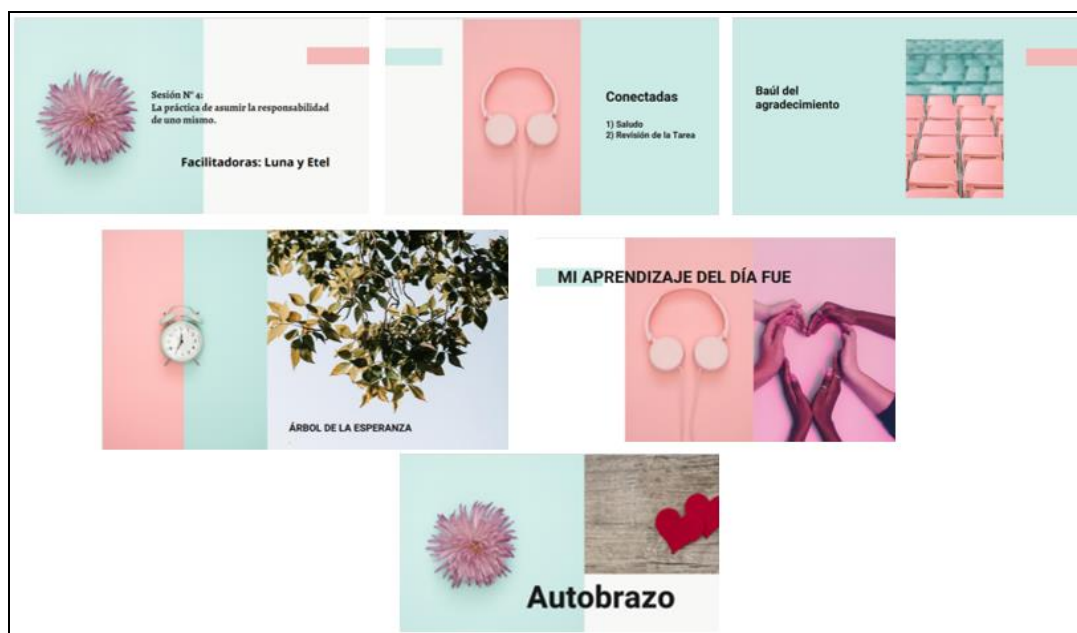 Sesión N° 4:
La práctica de asumir la responsabilidad
de uno mismo.
Facilitadoras: Luna y Etel
Conectadas
1) Saludo
2) Revisión de la Tarea
Baúl del
agradecimiento
ÁRBOL DE LA ESPERANZA
MI APRENDIZAJE DEL DÍA FUE
Autobrazo